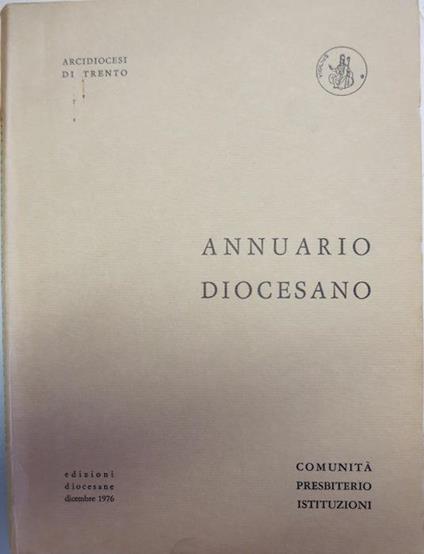 ARCIDIOCESI
DI TRENTO
ANNUARIO
DIOCESANO
edizioni
diocesane
dicembre 1976
COMUNITÀ
PRESBITERIO
ISTITUZIONI